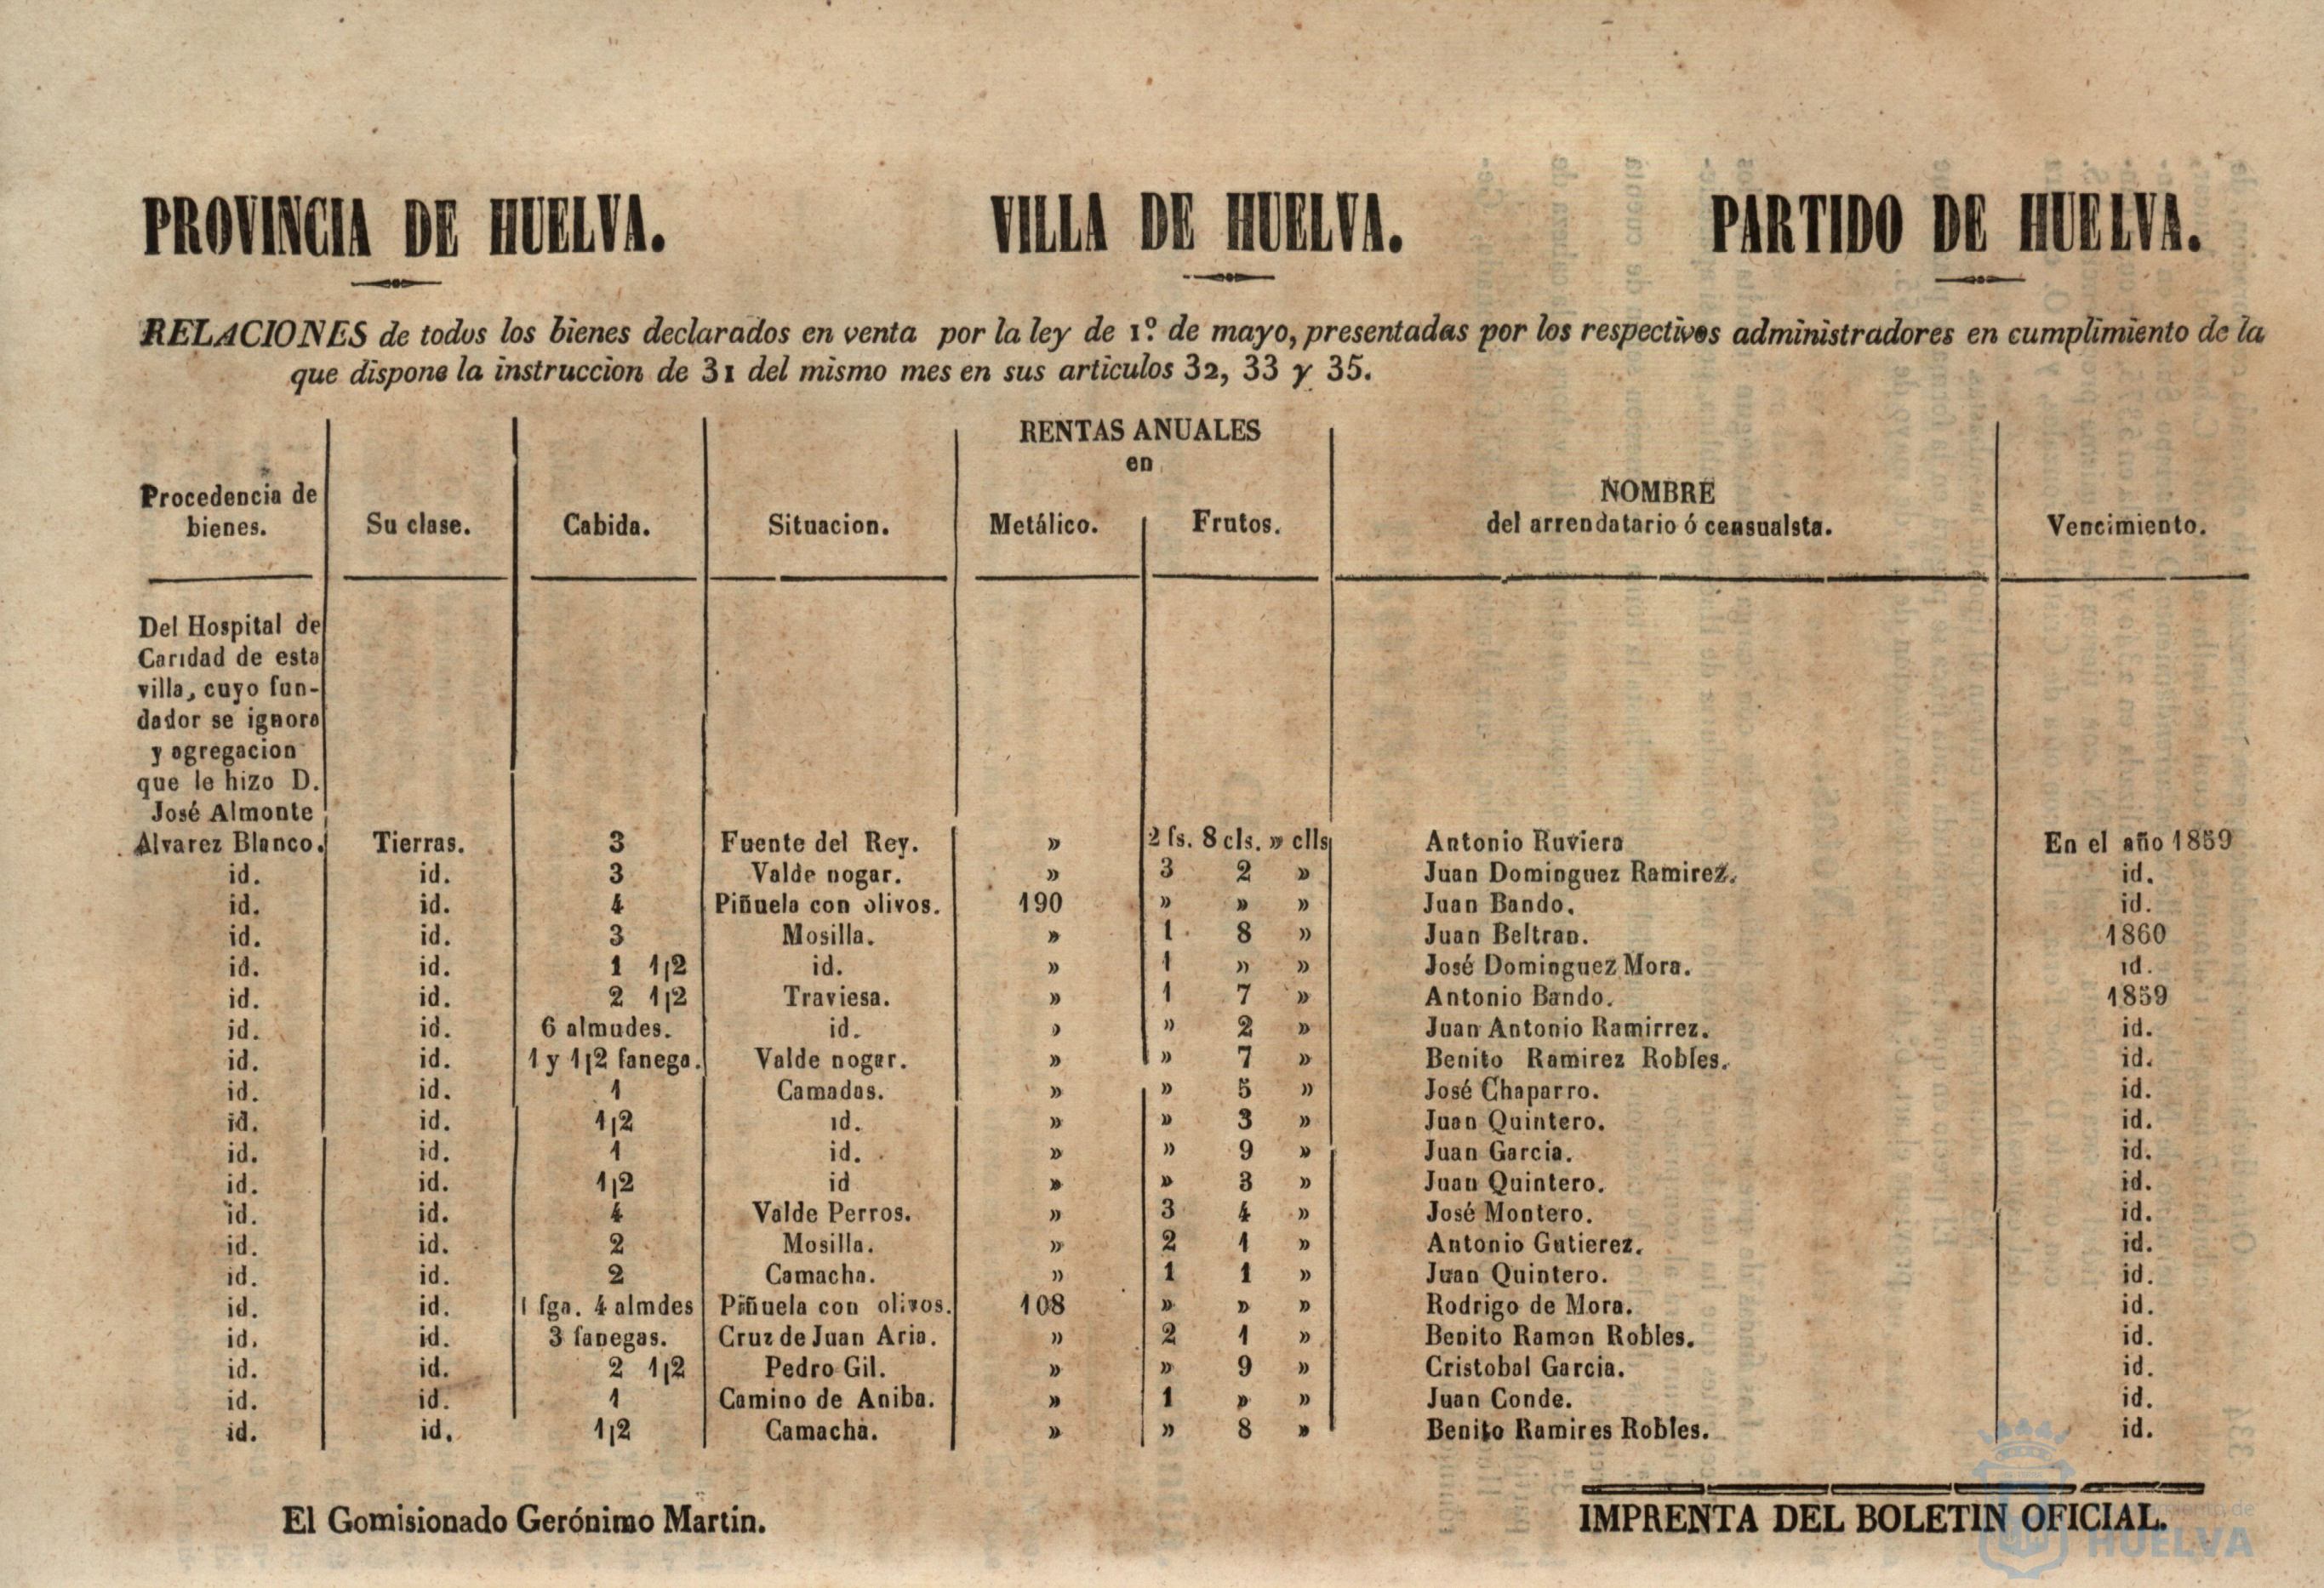 PROVINCIA DE HUELVA. VILLA DE HUELVA. PARTIDO DE HUELVA.
RELACIONES de todos los bienes declarados en venta por la ley de 1.º de mayo, presentadas por los respectivos administradores en cumplimiento de la
que dispone la instruccion de 31 del mismo mes en sus articulos 32, 33 y 35.
RENTAS ANUALES
en
Procedencia de bienes. Su clase. Cabida. Situacion. Metálico. Frutos. NOMBRE del arrendatario ó censualsta. Vencimiento.
Del Hospital de
Caridad de esta
villa, cuyo fun-
dador se ignora
y agregacion
que le hizo D.
José Almonte
Alvarez Blanco. Tierras. 3 Fuente del Rey. » 2 fs. 8 cls. » clls Antonio Ruviera En el año 1859
id. id. 3 Valde nogar. » 3 2 » Juan Dominguez Ramirez. id.
id. id. 4 Piñuela con olivos. 190 » » » Juan Bando. id.
id. id. 3 Mosilla. » 1 8 » Juan Beltran. 1860
id. id. 1 1¡2 id. » 1 » » José Dominguez Mora. id.
id. id. 2 1¡2 Traviesa. » 1 7 » Antonio Bando. 1859
id. id. 6 almudes. id. » » 2 » Juan Antonio Ramirrez. id.
id. id. 1 y 1¡2 fanega. Valde nogar. » » 7 » Benito Ramirez Robles. id.
id. id. 1 Camadas. » » 5 » José Chaparro. id.
id. id. 1¡2 id. » » 3 » Juan Quintero. id.
id. id. 1 id. » » 9 » Juan Garcia. id.
id. id. 1¡2 id » » 3 » Juan Quintero. id.
id. id. 4 Valde Perros. » 3 4 » José Montero. id.
id. id. 2 Mosilla. » 2 1 » Antonio Gutierez. id.
id. id. 2 Camacha. » 1 1 » Juan Quintero. id.
id. id. 1 fga. 4 almdes Piñuela con olivos. 108 » » » Rodrigo de Mora. id.
id. id. 3 fanegas. Cruz de Juan Aria. » 2 1 » Benito Ramon Robles. id.
id. id. 2 1¡2 Pedro Gil. » » 9 » Cristobal Garcia. id.
id. id. 1 Camino de Aniba. » 1 » » Juan Conde. id.
id. id. 1¡2 Camacha. » » 8 » Benito Ramires Robles. id.
El Gomisionado Gerónimo Martin. IMPRENTA DEL BOLETIN OFICIAL.
HUELVA